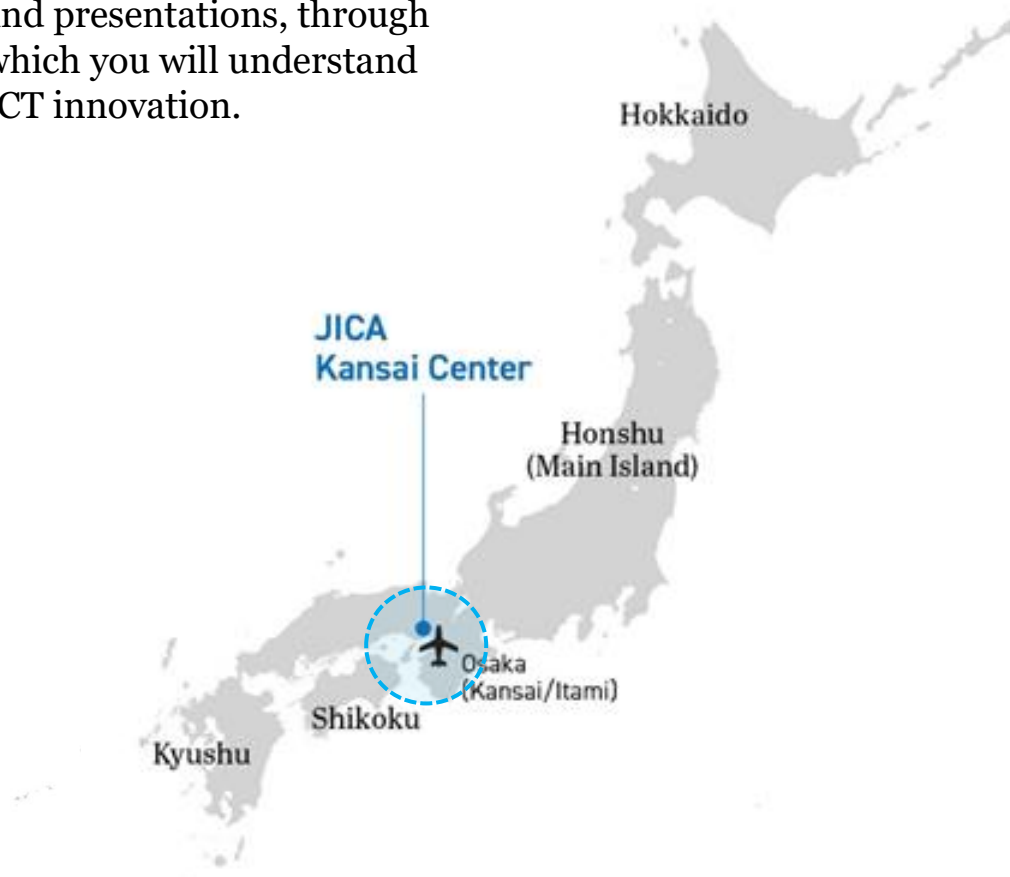 nd presentations, through
which you will understand
CT innovation.
Hokkaido
JICA
Kansai Center
Honshu
(Main Island)
Osaka
(Kansai/Itami)
Shikoku
Kyushu